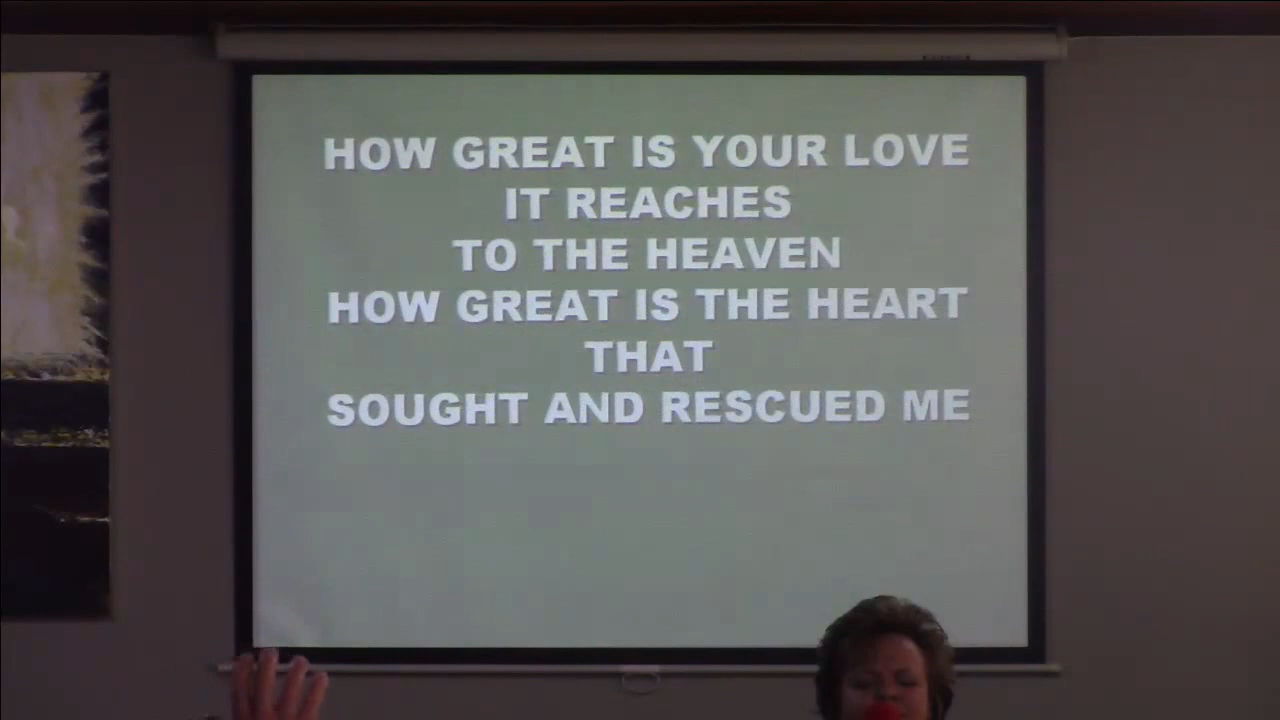 HOW GREAT IS YOUR LOVE
IT REACHES
TO THE HEAVEN
HOW GREAT IS THE HEART
THAT
SOUGHT AND RESCUED ME